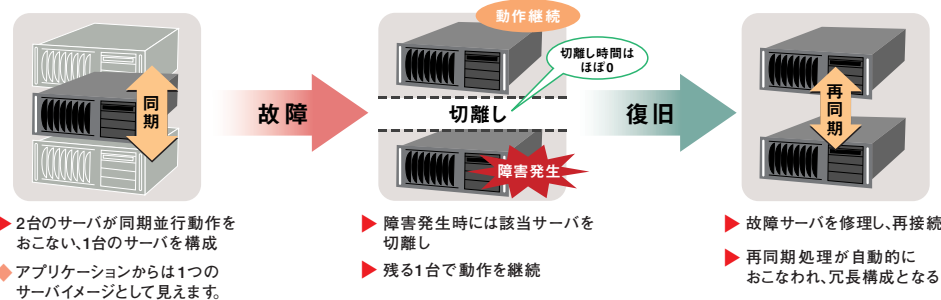 同期
故障
動作継続
切離し時間は
ほぼ0
切離し
障害発生
復旧
再同期
2台のサーバが同期並行動作を
おこない、1台のサーバを構成
アプリケーションからは1つの
サーバイメージとして見えます。
障害発生時には該当サーバを
切離し
残る1台で動作を継続
故障サーバを修理し、再接続
再同期処理が自動的に
おこなわれ、冗長構成となる